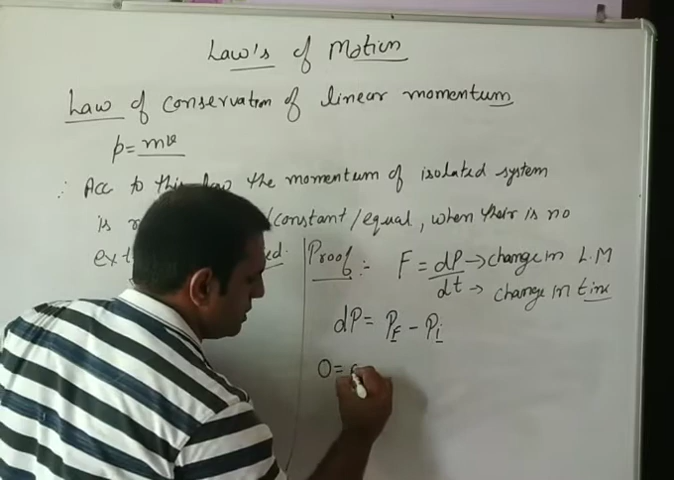 Law's of Motion
Law of conservation of linear momentum
p = mv
∴ Acc to this law the momentum of isolated system
is /constant/equal, when their is no
ext
Proof :- F = dP → change in L.M
dt → change in time
dP = PF - Pi
0 =